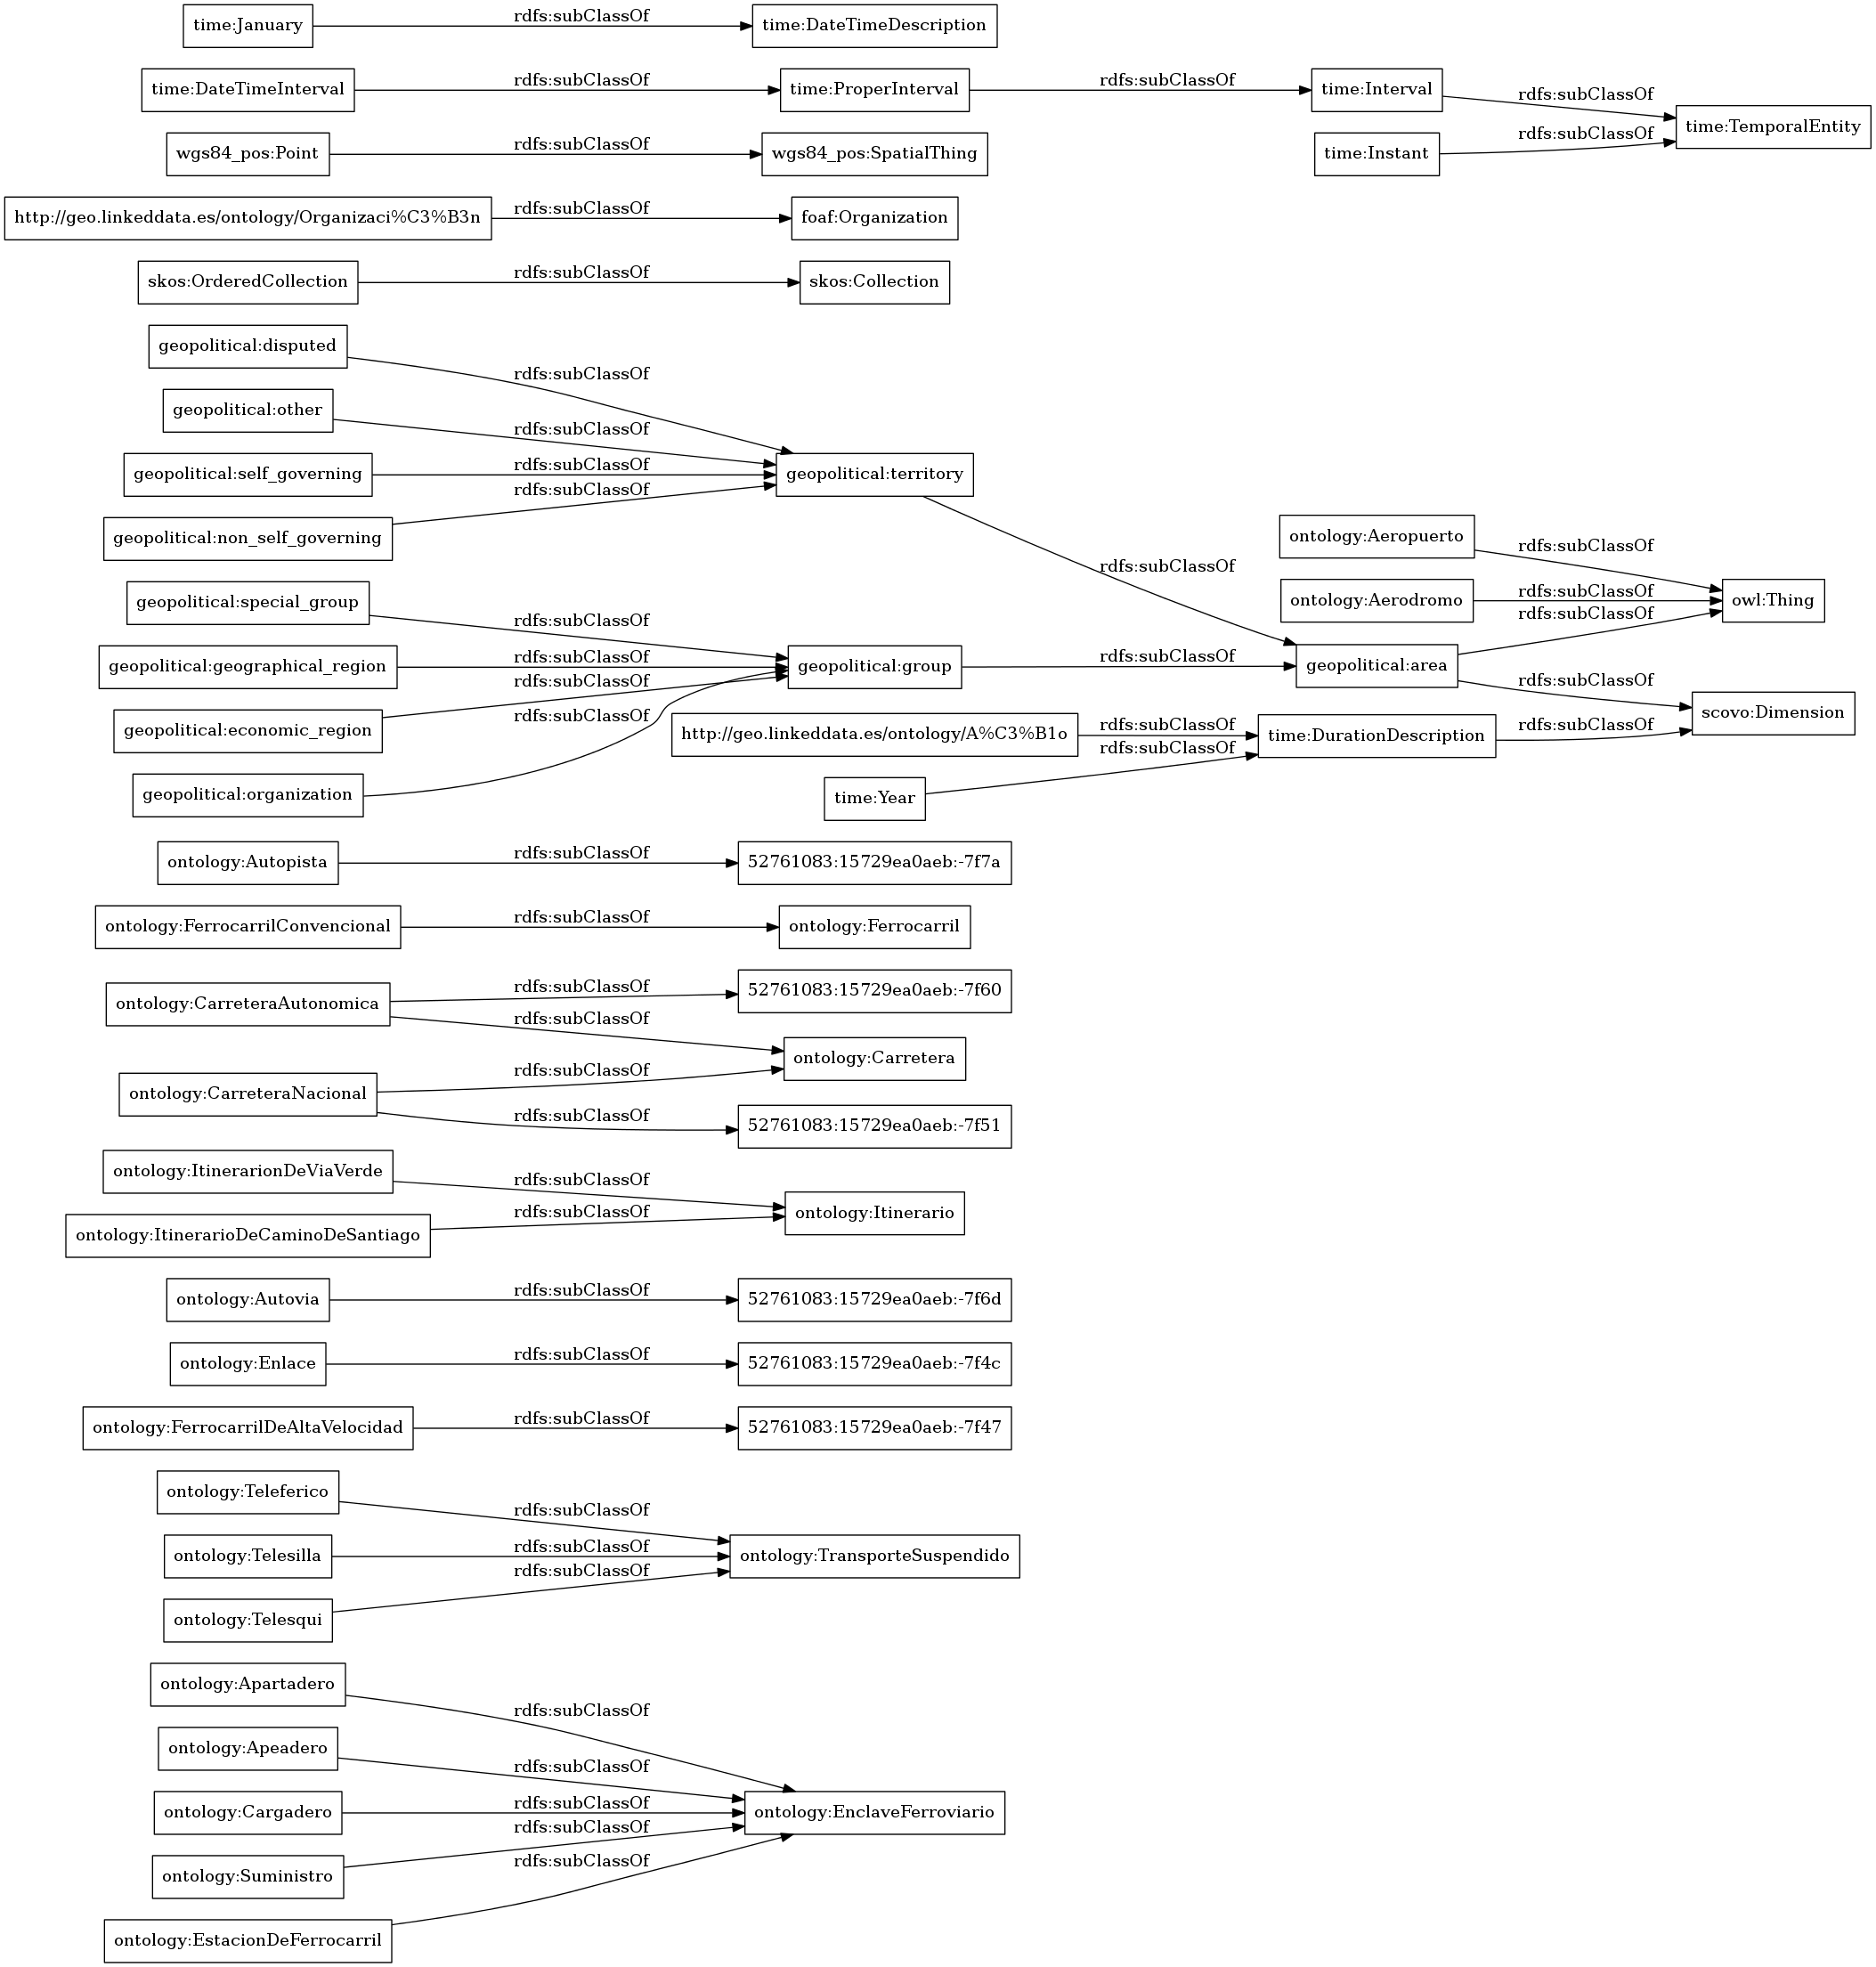 time:January
rdfs:subClassOf
time:DateTimeDescription
time:DateTimeInterval
rdfs:subClassOf
time:ProperInterval
rdfs:subClassOf
time:Interval
rdfs:subClassOf
time:TemporalEntity
wgs84_pos:Point
rdfs:subClassOf
wgs84_pos:SpatialThing
time:Instant
rdfs:subClassOf
http://geo.linkeddata.es/ontology/Organizaci%C3%B3n
rdfs:subClassOf
foaf:Organization
skos:OrderedCollection
rdfs:subClassOf
skos:Collection
geopolitical:disputed
rdfs:subClassOf
geopolitical:other
rdfs:subClassOf
geopolitical:self_governing
rdfs:subClassOf
geopolitical:territory
geopolitical:non_self_governing
rdfs:subClassOf
rdfs:subClassOf
ontology:Aeropuerto
rdfs:subClassOf
ontology:Aerodromo
rdfs:subClassOf
owl:Thing
geopolitical:special_group
rdfs:subClassOf
geopolitical:geographical_region
rdfs:subClassOf
geopolitical:group
rdfs:subClassOf
geopolitical:area
rdfs:subClassOf
rdfs:subClassOf
scovo:Dimension
geopolitical:economic_region
rdfs:subClassOf
http://geo.linkeddata.es/ontology/A%C3%B1o
rdfs:subClassOf
time:DurationDescription
rdfs:subClassOf
geopolitical:organization
rdfs:subClassOf
time:Year
rdfs:subClassOf
ontology:Autopista
rdfs:subClassOf
52761083:15729ea0aeb:-7f7a
ontology:FerrocarrilConvencional
rdfs:subClassOf
ontology:Ferrocarril
ontology:CarreteraAutonomica
rdfs:subClassOf
52761083:15729ea0aeb:-7f60
rdfs:subClassOf
ontology:Carretera
ontology:CarreteraNacional
rdfs:subClassOf
rdfs:subClassOf
52761083:15729ea0aeb:-7f51
ontology:ItinerarionDeViaVerde
rdfs:subClassOf
ontology:Itinerario
ontology:ItinerarioDeCaminoDeSantiago
rdfs:subClassOf
ontology:Autovia
rdfs:subClassOf
52761083:15729ea0aeb:-7f6d
ontology:Enlace
rdfs:subClassOf
52761083:15729ea0aeb:-7f4c
ontology:FerrocarrilDeAltaVelocidad
rdfs:subClassOf
52761083:15729ea0aeb:-7f47
ontology:Teleferico
rdfs:subClassOf
ontology:Telesilla
rdfs:subClassOf
ontology:TransporteSuspendido
ontology:Telesqui
rdfs:subClassOf
ontology:Apartadero
rdfs:subClassOf
ontology:Apeadero
rdfs:subClassOf
ontology:Cargadero
rdfs:subClassOf
ontology:EnclaveFerroviario
ontology:Suministro
rdfs:subClassOf
ontology:EstacionDeFerrocarril
rdfs:subClassOf